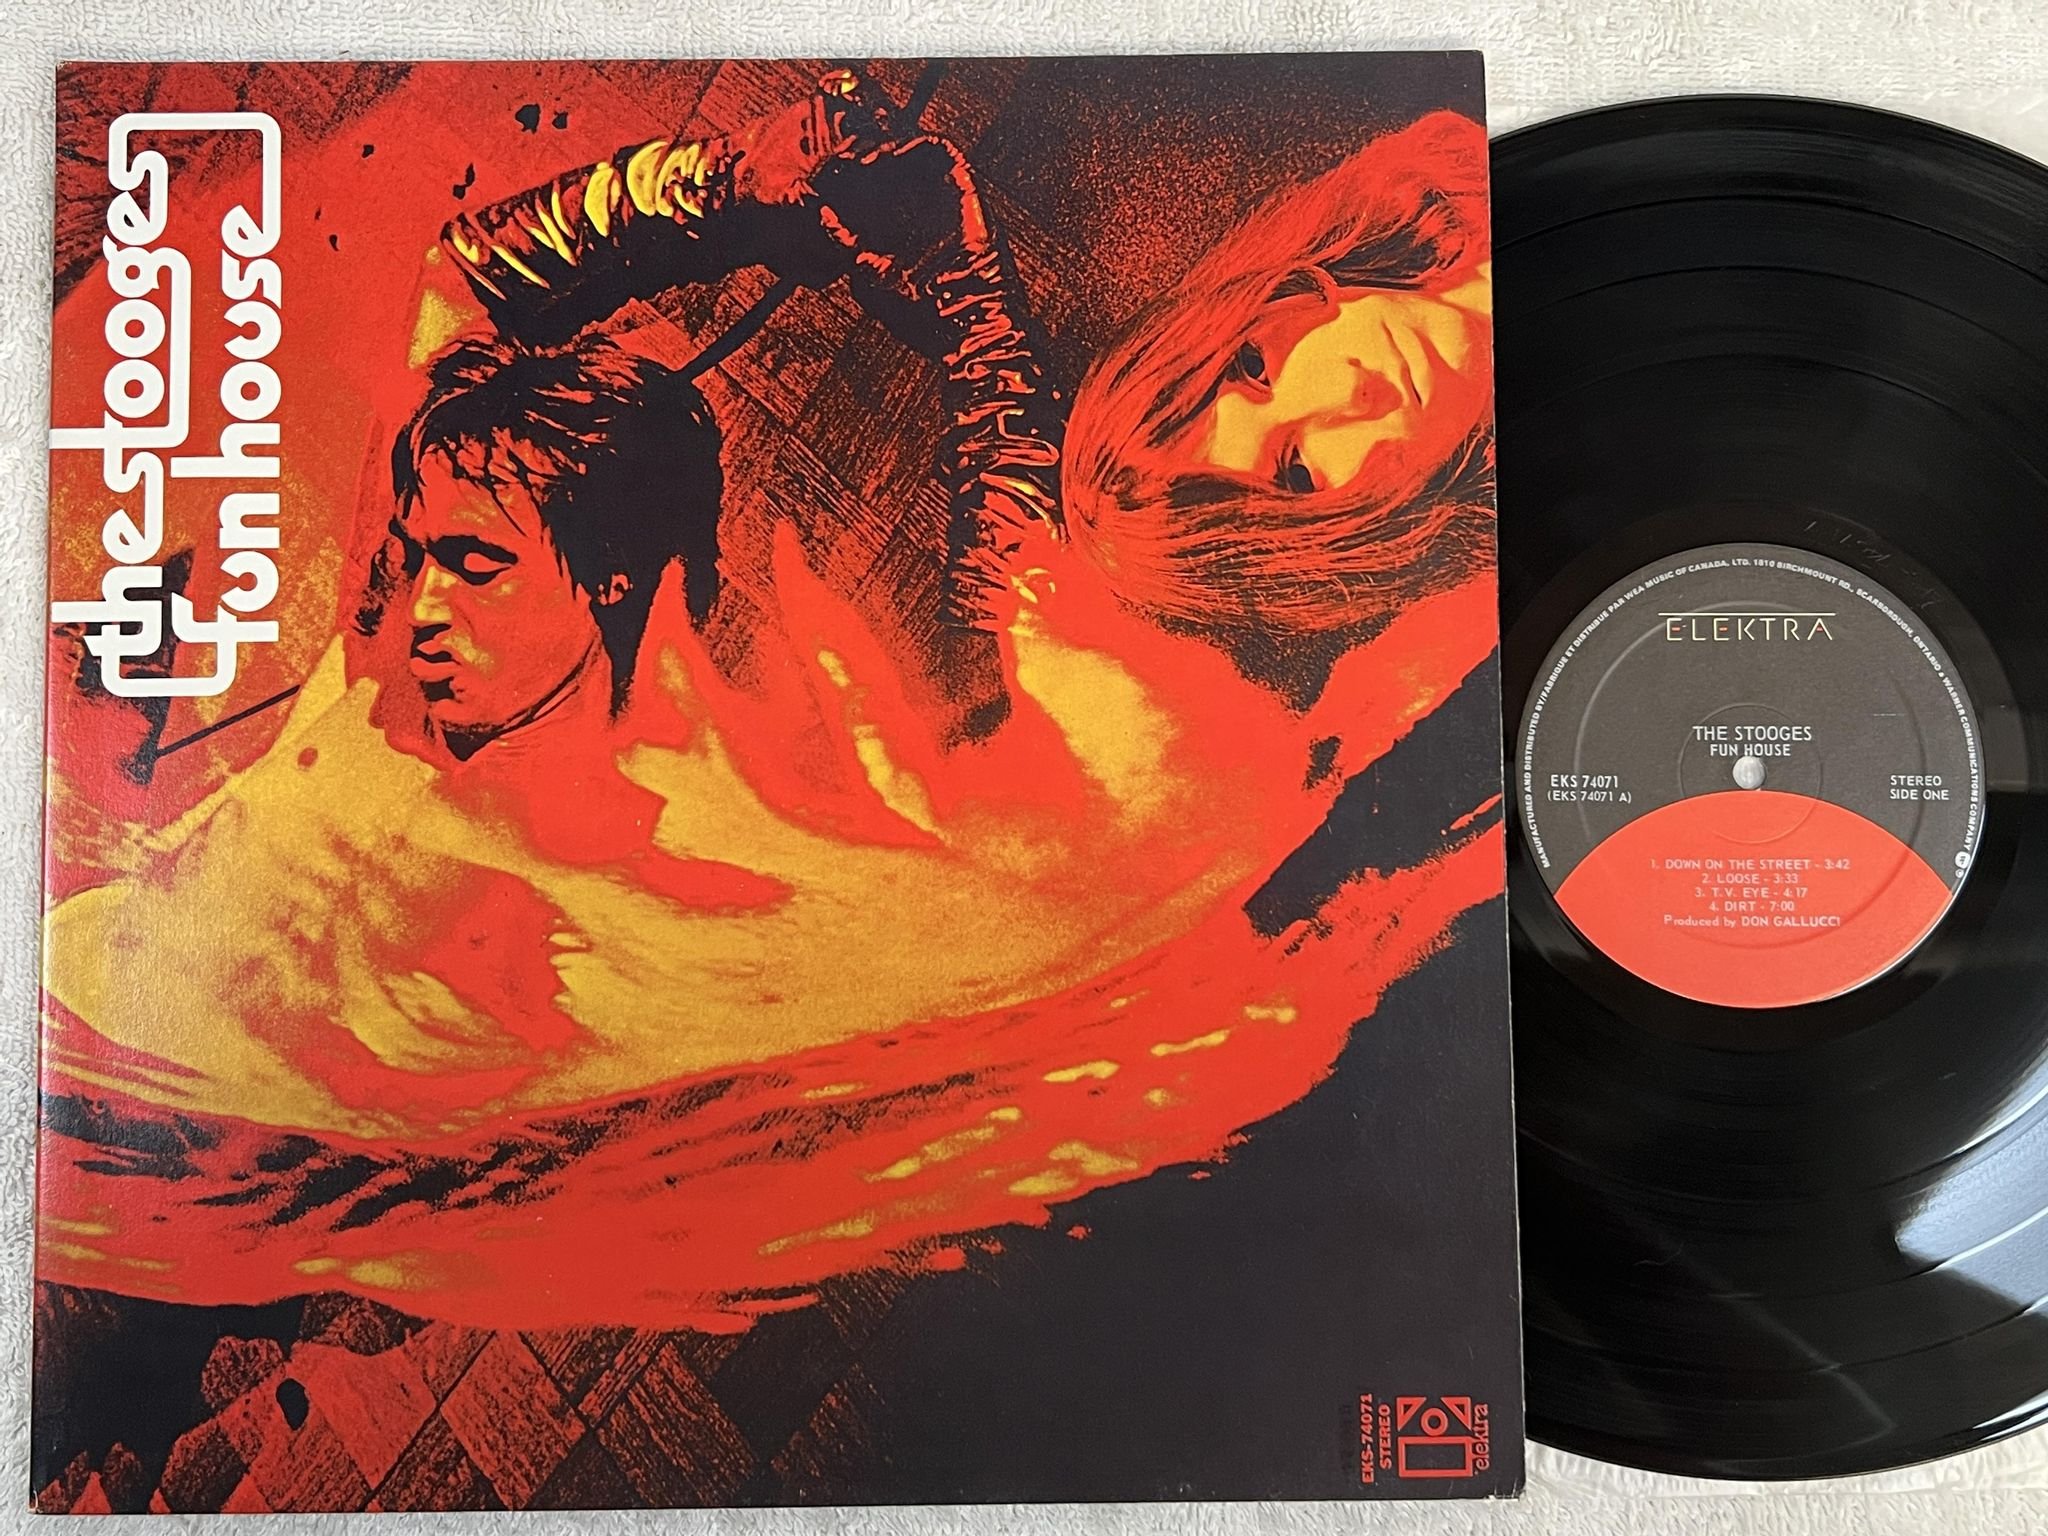 the stooges
fun house
EKS-74071
STEREO
elektra
MANUFACTURED AND DISTRIBUTED BY/FABRIQUE ET DISTRIBUE PAR WEA MUSIC OF CANADA, LTD. 1810 BIRCHMOUNT RD., SCARBOROUGH, ONTARIO • WARNER COMMUNICATIONS COMPANY
ELEKTRA
THE STOOGES
FUN HOUSE
EKS 74071
(EKS 74071 A)
STEREO
SIDE ONE
1. DOWN ON THE STREET - 3:42
2. LOOSE - 3:33
3. T.V. EYE - 4:17
4. DIRT - 7:00
Produced by DON GALLUCCI